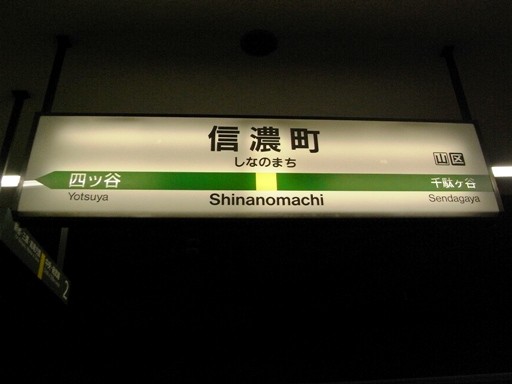 信濃町
しなのまち
山区
四ツ谷
千駄ヶ谷
Yotsuya
Shinanomachi
Sendagaya
2